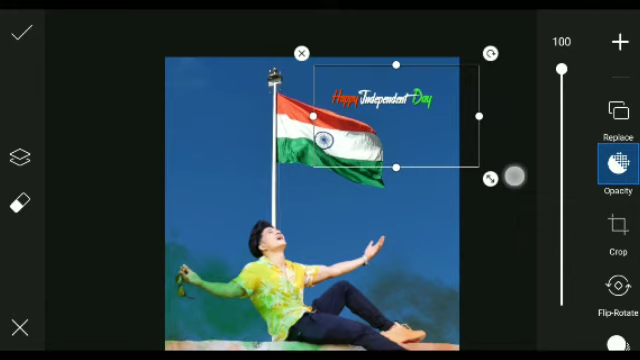 100
Happy Independent Day
Replace
Opacity
Crop
Flip-Rotate